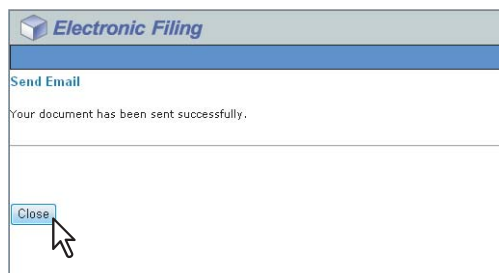 Electronic Filing
Send Email
Your document has been sent successfully.
Close